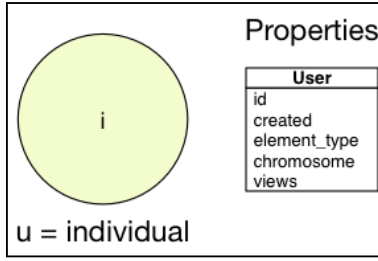 Properties
i
User
id
created
element_type
chromosome
views
u = individual